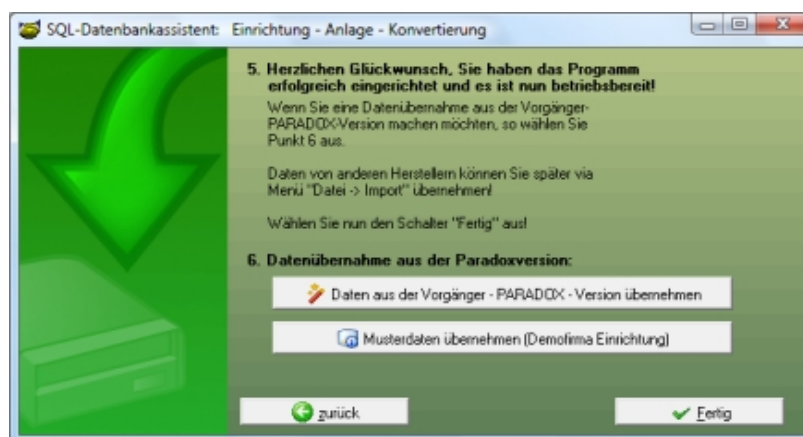 SQL-Datenbankassistent: Einrichtung - Anlage - Konvertierung
5. Herzlichen Glückwunsch, Sie haben das Programm
erfolgreich eingerichtet und es ist nun betriebsbereit!
Wenn Sie eine Datenübernahme aus der Vorgänger-
PARADOX-Version machen möchten, so wählen Sie
Punkt 6 aus.
Daten von anderen Herstellern können Sie später via
Menü "Datei -> Import" übernehmen!
Wählen Sie nun den Schalter "Fertig" aus!
6. Datenübernahme aus der Paradoxversion:
Daten aus der Vorgänger - PARADOX - Version übernehmen
Musterdaten übernehmen (Demofirma Einrichtung)
zurück
Fertig